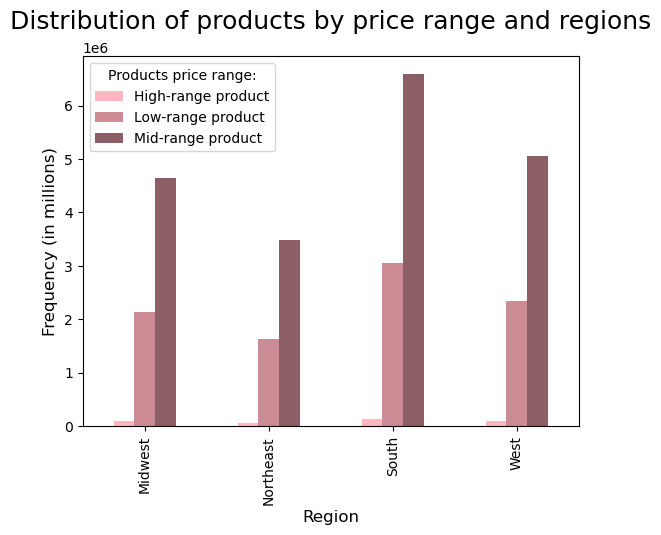 Distribution of products by price range and regions
1e6
Products price range:
High-range product
Low-range product
Mid-range product
Frequency (in millions)
6
5
4
3
2
1
0
Midwest
Northeast
South
West
Region